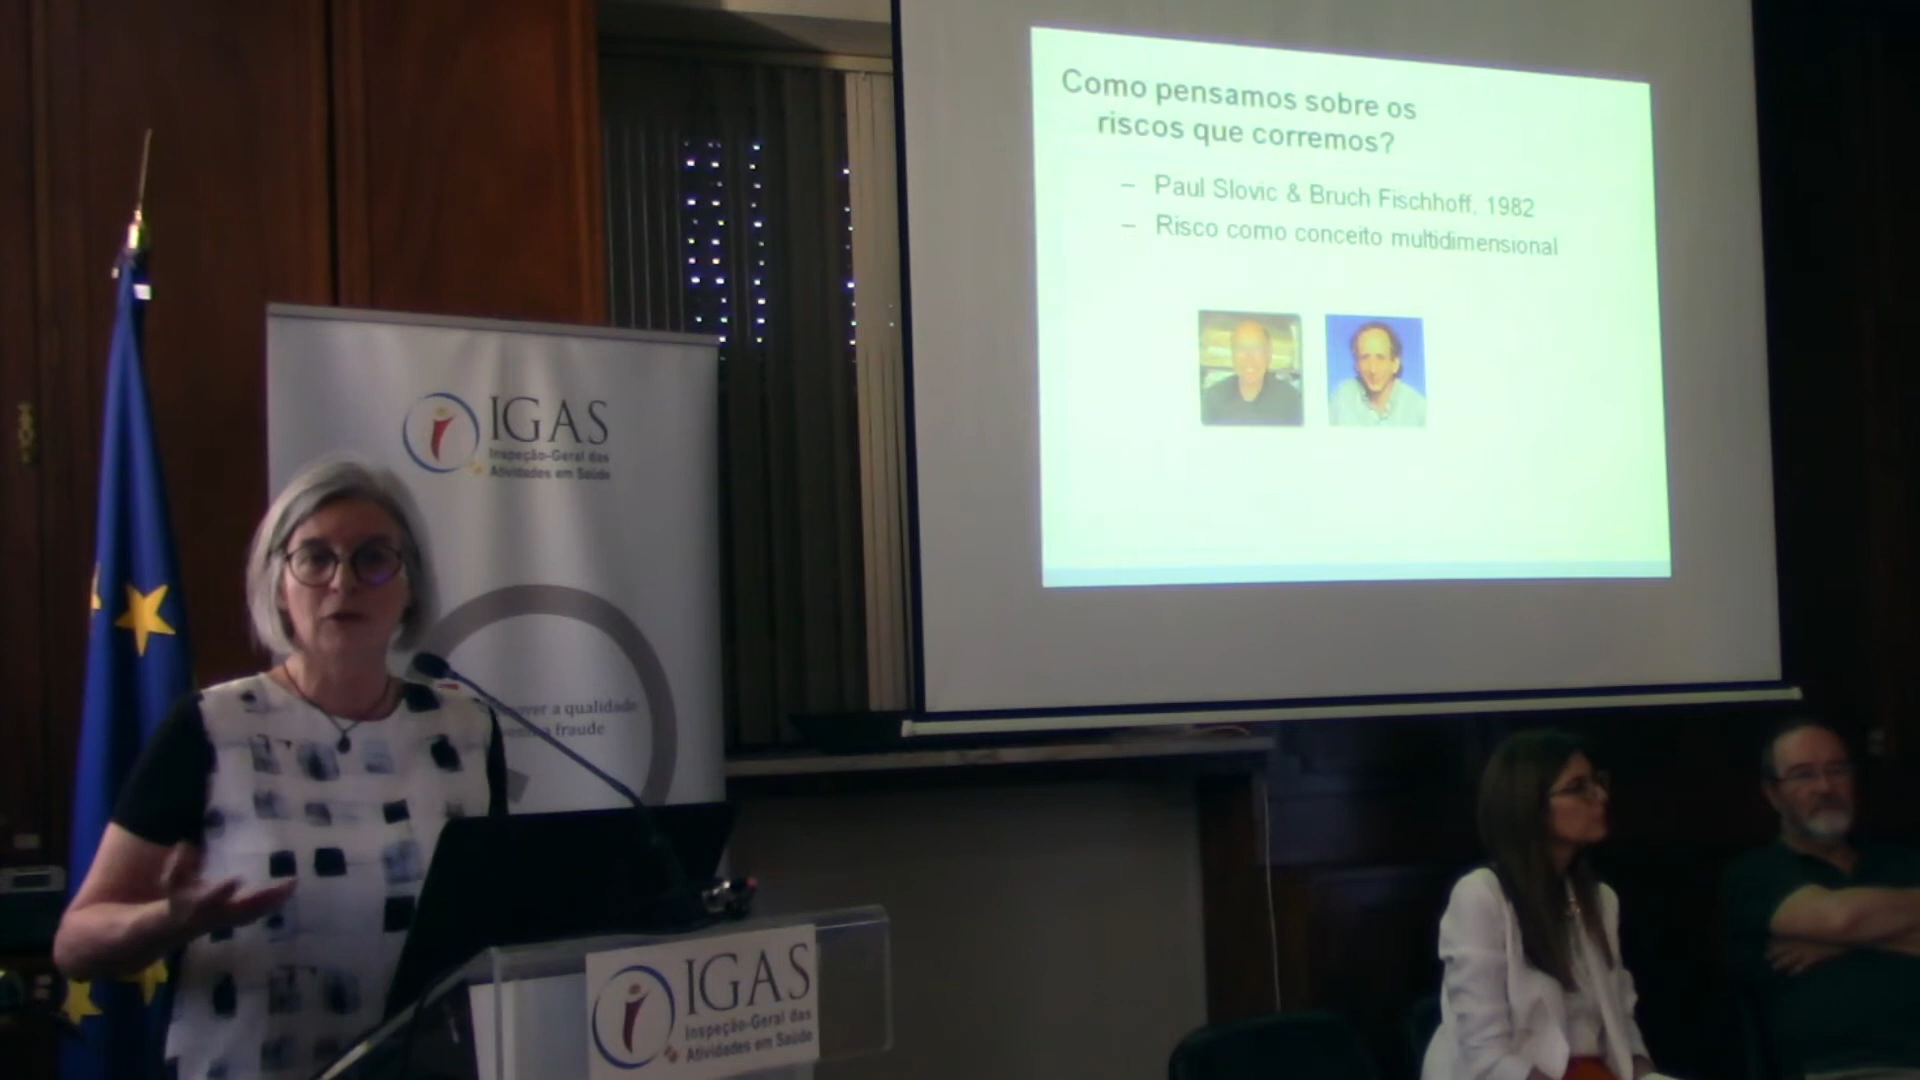 Como pensamos sobre os
riscos que corremos?
– Paul Slovic & Bruch Fischhoff, 1982
– Risco como conceito multidimensional
IGAS
Inspeção-Geral das
Atividades em Saúde
a qualidade
a fraude
IGAS
Inspeção-Geral das
Atividades em Saúde